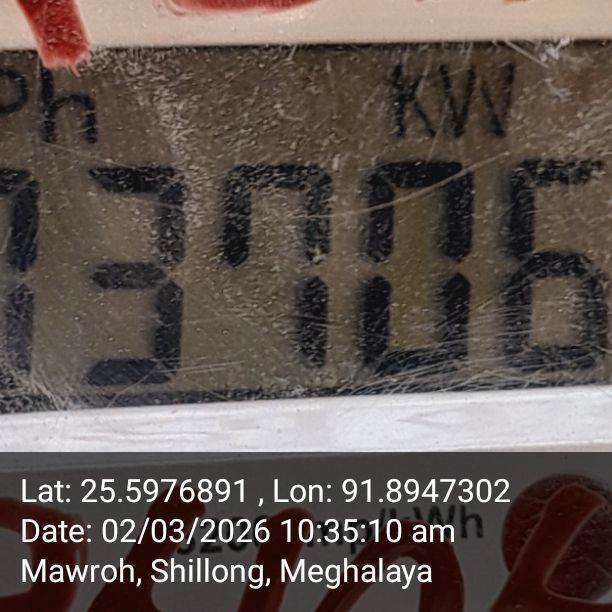 Ph KW
03706
Lat: 25.5976891 , Lon: 91.8947302
Date: 02/03/2026 10:35:10 am
Mawroh, Shillong, Meghalaya